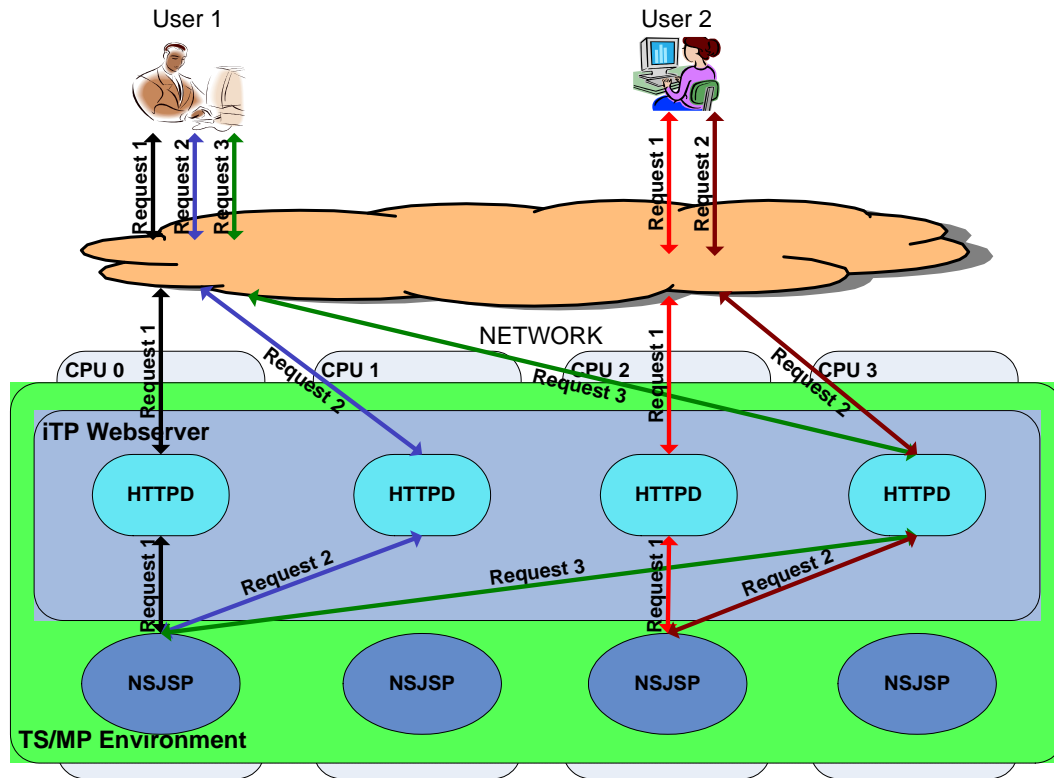 User 1
User 2
Request 1
Request 2
Request 3
Request 1
Request 2
NETWORK
CPU 0
CPU 1
CPU 2
CPU 3
Request 1
Request 2
Request 3
Request 1
Request 2
iTP Webserver
HTTPD
HTTPD
HTTPD
HTTPD
Request 1
Request 2
Request 3
Request 1
Request 2
NSJSP
NSJSP
NSJSP
NSJSP
TS/MP Environment